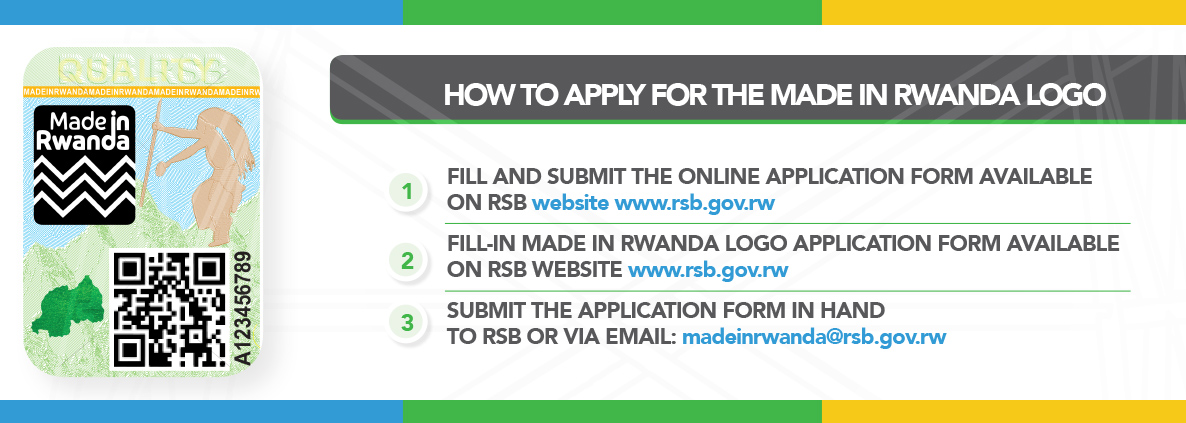 RSB RSB
MADEINRWANDAMADEINRWANDAMADEINRWANDAMADEINRW
Made in
Rwanda
A123456789
HOW TO APPLY FOR THE MADE IN RWANDA LOGO
1
FILL AND SUBMIT THE ONLINE APPLICATION FORM AVAILABLE
ON RSB website www.rsb.gov.rw
2
FILL-IN MADE IN RWANDA LOGO APPLICATION FORM AVAILABLE
ON RSB WEBSITE www.rsb.gov.rw
3
SUBMIT THE APPLICATION FORM IN HAND
TO RSB OR VIA EMAIL: madeinrwanda@rsb.gov.rw